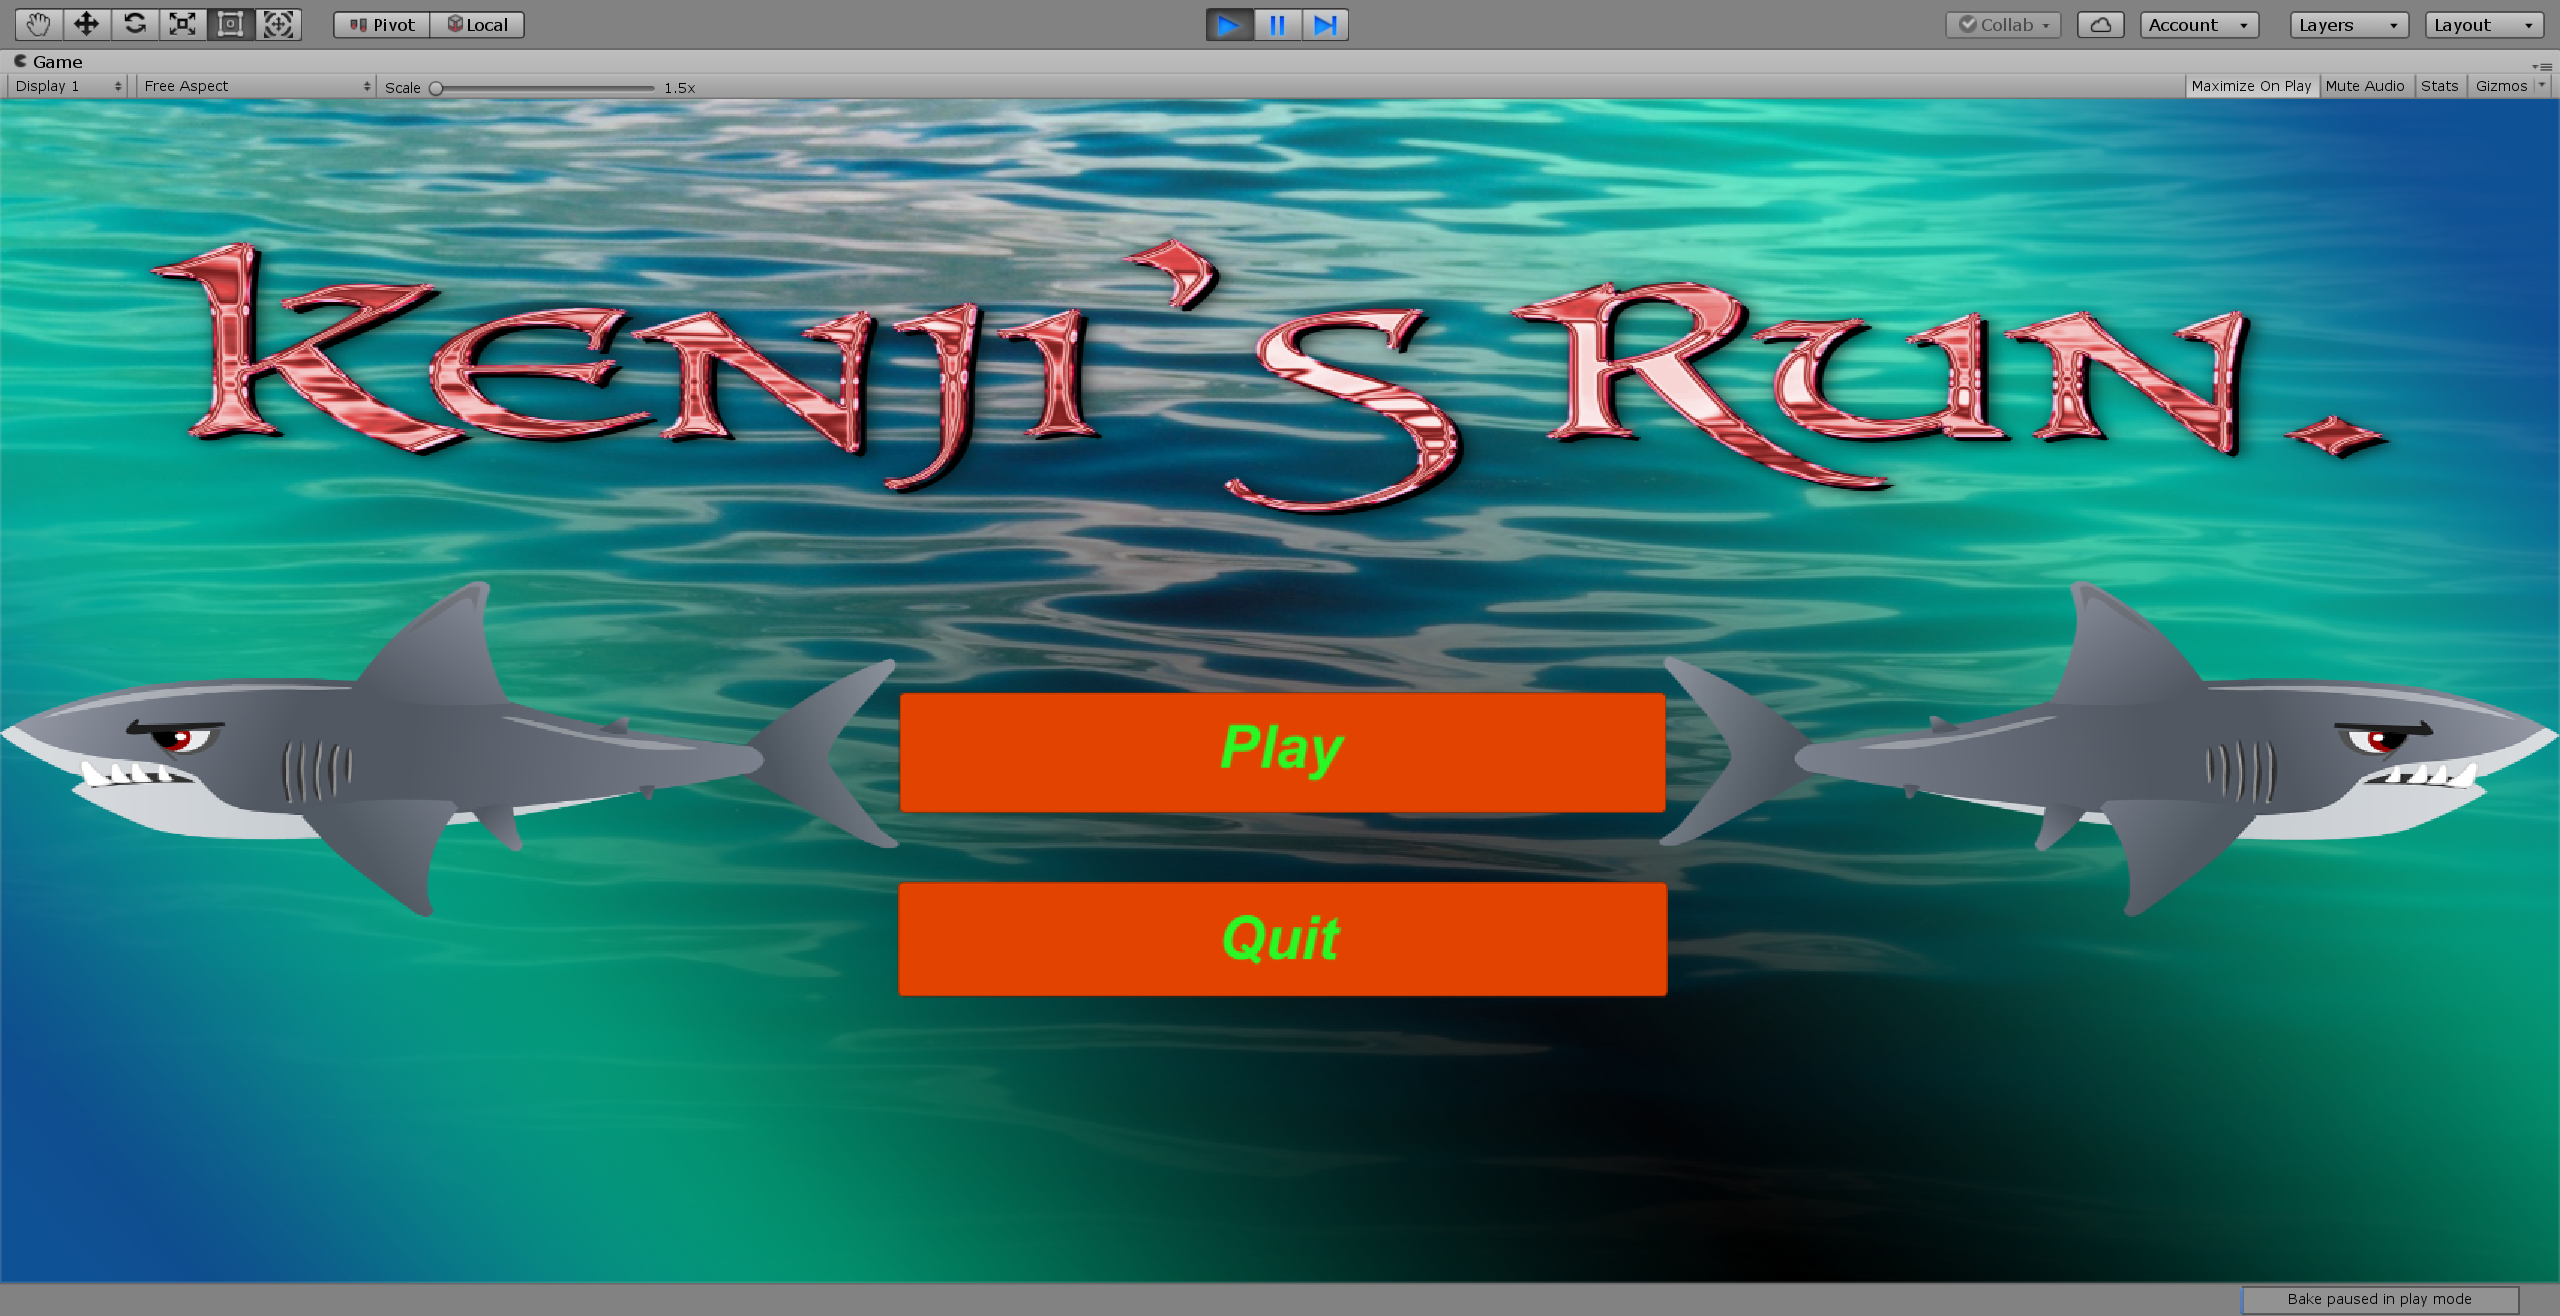 Pivot Local Collab Account Layers Layout
Game
Display 1 Free Aspect Scale 1.5x Maximize On Play Mute Audio Stats Gizmos
Kenji's Run.
Play
Quit
Bake paused in play mode